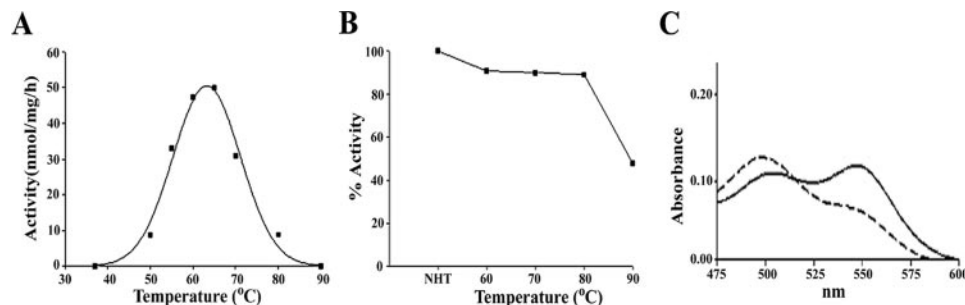 A
Activity(nmol/mg/h)
60
50
40
30
20
10
0
30 40 50 60 70 80 90
Temperature (°C)
B
% Activity
100
80
60
40
20
0
NHT 60 70 80 90
Temperature (°C)
C
Absorbance
0.20
0.10
0.00
475 500 525 550 575 600
nm